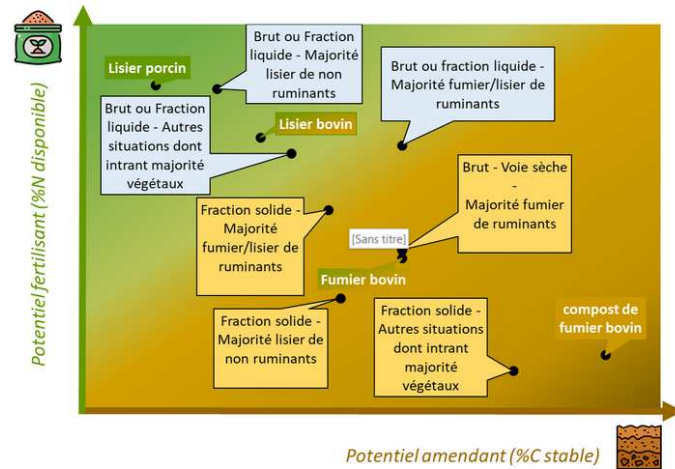 Potentiel fertilisant (%N disponible)
Lisier porcin
Brut ou Fraction
liquide - Majorité
lisier de non
ruminants
Brut ou fraction liquide -
Majorité fumier/lisier de
ruminants
Brut ou Fraction
liquide - Autres
situations dont
intrant majorité
végétaux
Lisier bovin
Brut - Voie sèche
-
Majorité fumier
de ruminants
Fraction solide -
Majorité
fumier/lisier de
ruminants
[Sans titre]
Fumier bovin
Fraction solide -
Majorité lisier de
non ruminants
Fraction solide -
Autres situations
dont intrant
majorité
végétaux
compost de
fumier bovin
Potentiel amendant (%C stable)